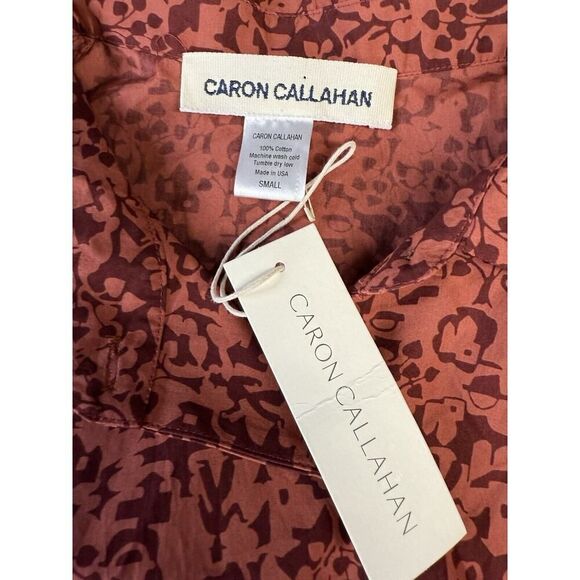 CARON CALLAHAN
CARON CALLAHAN
100% Cotton
Machine wash cold
Tumble dry low
Made in USA
SMALL
CARON CALLAHAN